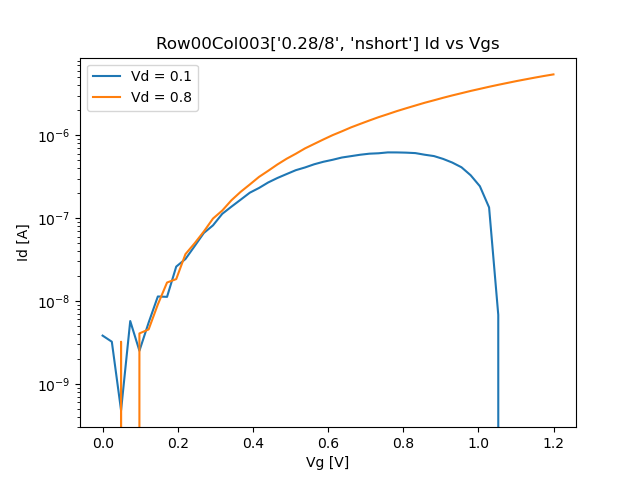 Row00Col003['0.28/8', 'nshort'] Id vs Vgs
Vd = 0.1
Vd = 0.8
Id [A]
10⁻⁶
10⁻⁷
10⁻⁸
10⁻⁹
0.0 0.2 0.4 0.6 0.8 1.0 1.2
Vg [V]